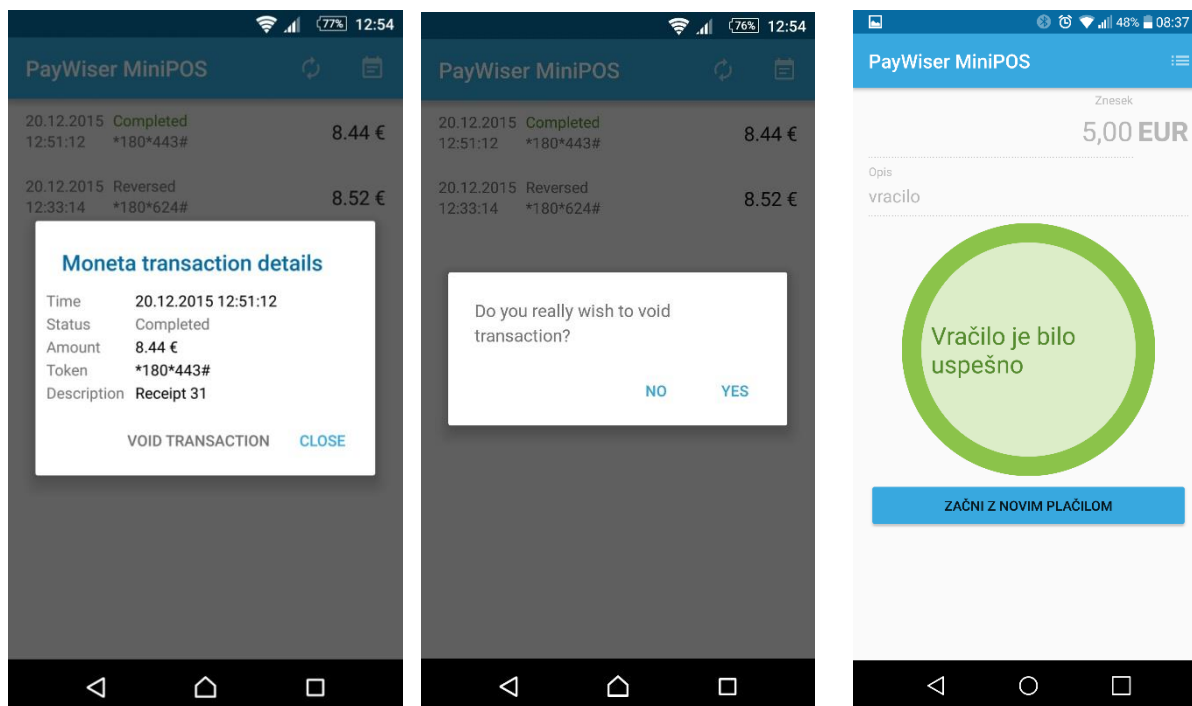 77% 12:54
PayWiser MiniPOS
20.12.2015 Completed
12:51:12 *180*443# 8.44 €
20.12.2015 Reversed
12:33:14 *180*624# 8.52 €
Moneta transaction details
Time 20.12.2015 12:51:12
Status Completed
Amount 8.44 €
Token *180*443#
Description Receipt 31
VOID TRANSACTION CLOSE
76% 12:54
PayWiser MiniPOS
20.12.2015 Completed
12:51:12 *180*443# 8.44 €
20.12.2015 Reversed
12:33:14 *180*624# 8.52 €
Do you really wish to void
transaction?
NO YES
48% 08:37
PayWiser MiniPOS
Znesek
5,00 EUR
Opis
vracilo
Vračilo je bilo
uspešno
ZAČNI Z NOVIM PLAČILOM